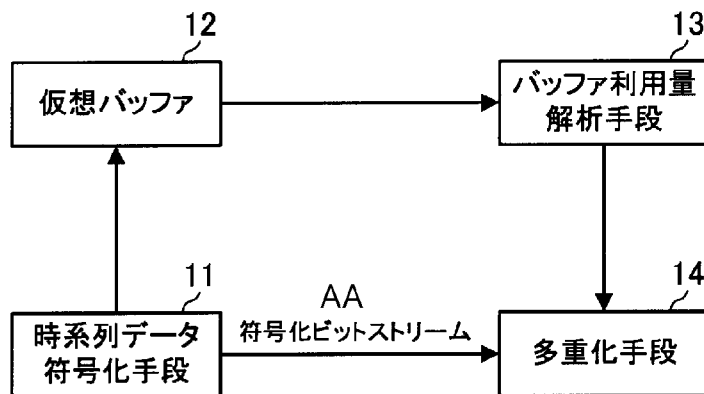 12
仮想バッファ
13
バッファ利用量
解析手段
11
時系列データ
符号化手段
AA
符号化ビットストリーム
14
多重化手段